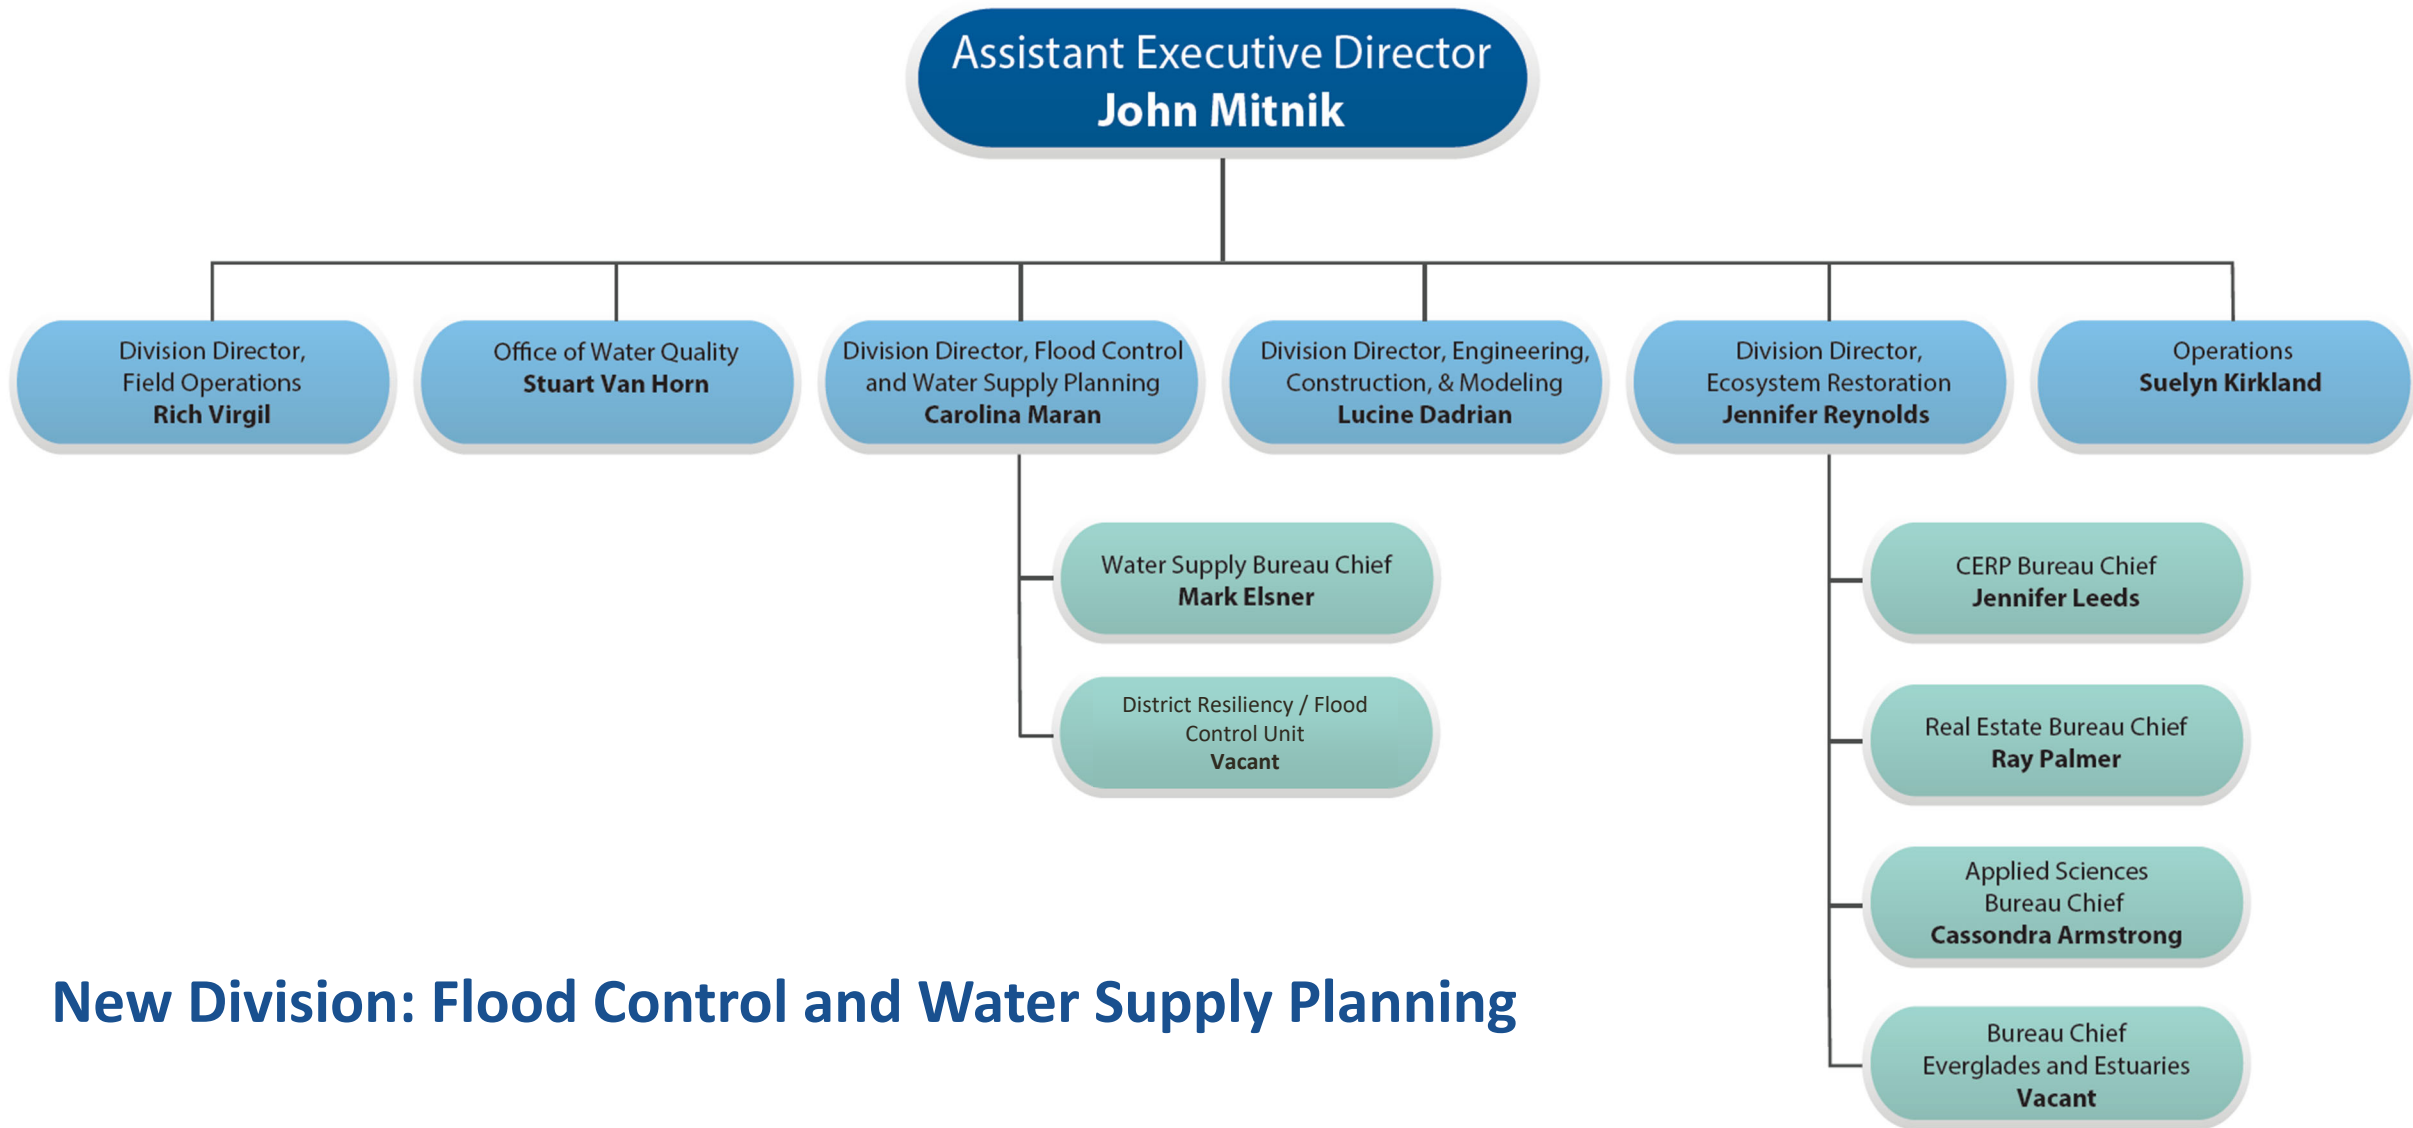 Assistant Executive Director
John Mitnik
Division Director,
Field Operations
Rich Virgil
Office of Water Quality
Stuart Van Horn
Division Director, Flood Control
and Water Supply Planning
Carolina Maran
Division Director, Engineering,
Construction, & Modeling
Lucine Dadrian
Division Director,
Ecosystem Restoration
Jennifer Reynolds
Operations
Suelyn Kirkland
Water Supply Bureau Chief
Mark Elsner
District Resiliency / Flood
Control Unit
Vacant
CERP Bureau Chief
Jennifer Leeds
Real Estate Bureau Chief
Ray Palmer
Applied Sciences
Bureau Chief
Cassondra Armstrong
Bureau Chief
Everglades and Estuaries
Vacant
New Division: Flood Control and Water Supply Planning